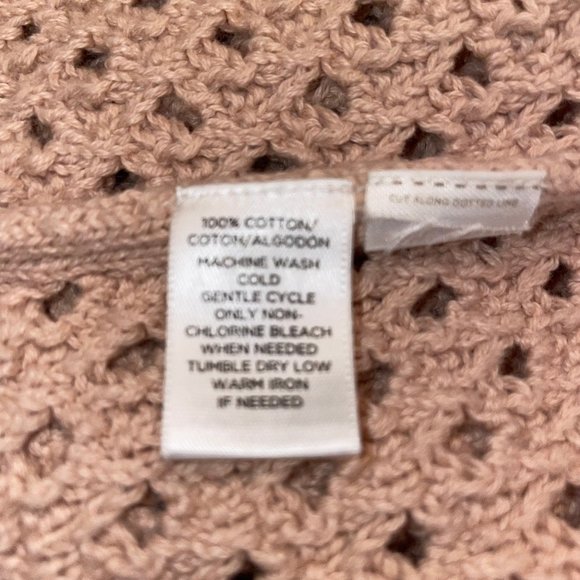 100% COTTON/
COTON/ALGODÓN
MACHINE WASH
COLD
GENTLE CYCLE
ONLY NON-
CHLORINE BLEACH
WHEN NEEDED
TUMBLE DRY LOW
WARM IRON
IF NEEDED
CUT ALONG DOTTED LINE